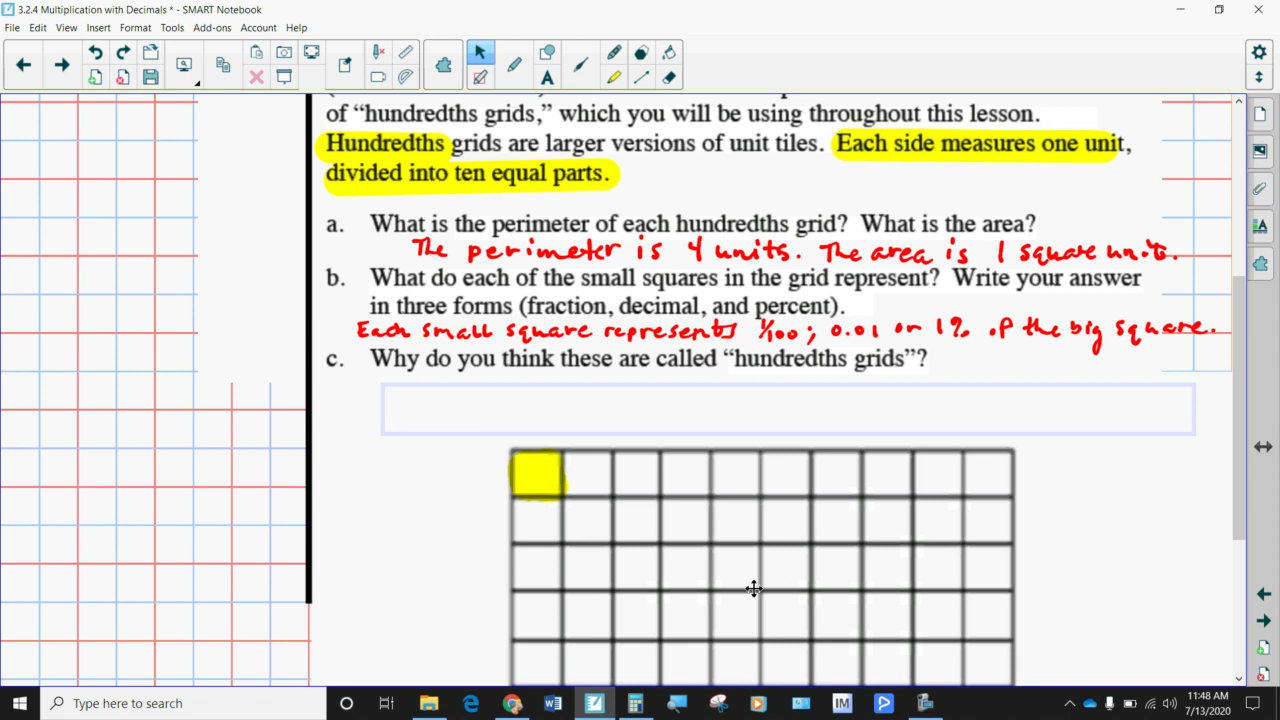 3.2.4 Multiplication with Decimals * - SMART Notebook
File Edit View Insert Format Tools Add-ons Account Help
of “hundredths grids,” which you will be using throughout this lesson.
Hundredths grids are larger versions of unit tiles. Each side measures one unit,
divided into ten equal parts.
a. What is the perimeter of each hundredths grid? What is the area?
The perimeter is 4 units. The area is 1 square unit.
b. What do each of the small squares in the grid represent? Write your answer
in three forms (fraction, decimal, and percent).
Each small square represents 1/100; 0.01 or 1% of the big square.
c. Why do you think these are called “hundredths grids”?
Type here to search
IM
11:48 AM
7/13/2020